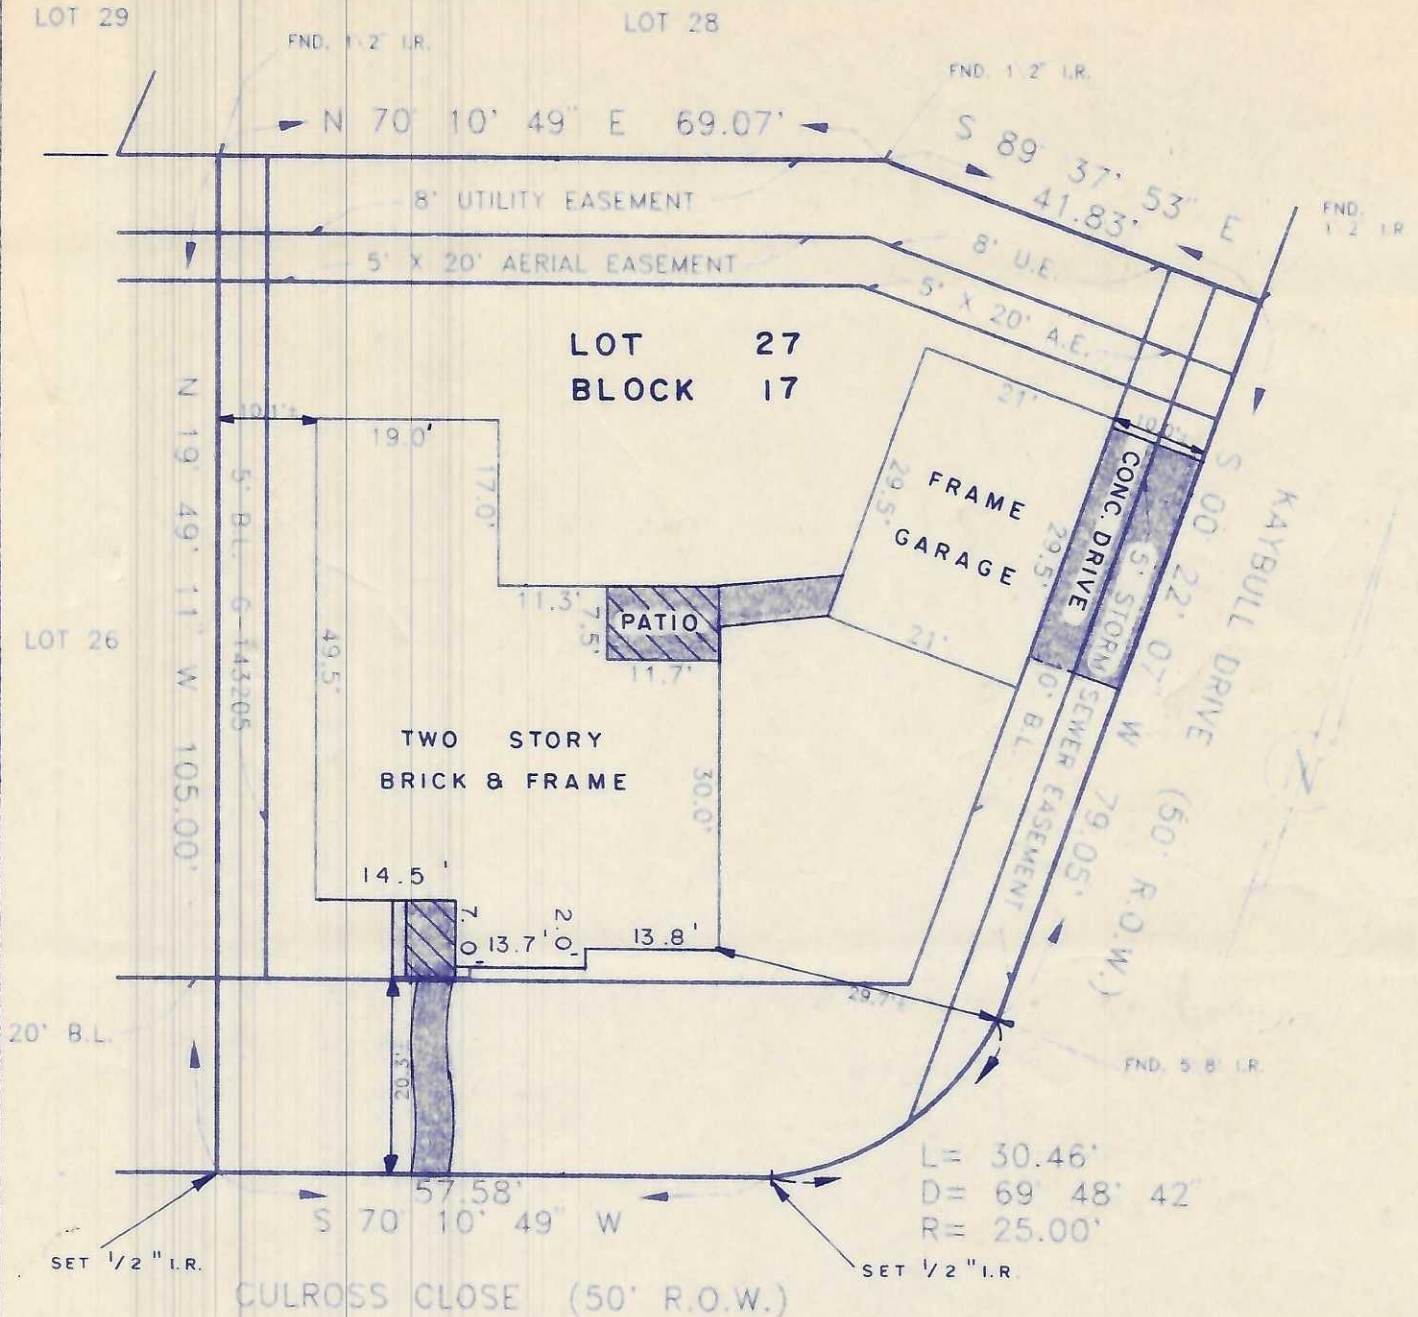 LOT 29
LOT 28
FND. 1 2" I.R.
FND. 1 2" I.R.
N 70 10' 49" E 69.07'
S 89 37' 53" E
41.83'
FND.
1 2 I.R.
8' UTILITY EASEMENT
8' U.E.
5' X 20' AERIAL EASEMENT
5' X 20' A.E.
LOT 27
BLOCK 17
N 19 49' 11" W 105.00'
5' B.L. G-143205
10.1'±
19.0'
17.0'
49.5'
11.3'
7.5'
PATIO
11.7'
21'
29.5'
FRAME
GARAGE
29.5'
21'
10.0'±
CONC. DRIVE
5' STORM SEWER EASEMENT
10' B.L.
S 00 22' 07" W 79.05'
KAYBULL DRIVE (50' R.O.W.)
LOT 26
TWO STORY
BRICK & FRAME
30.0'
14.5 '
7.0'
13.7'
2.0'
13.8 '
29.7'±
20' B.L.
20.3'
FND. 5 8 I.R.
L= 30.46'
D= 69 48' 42"
R= 25.00'
57.58'
S 70 10' 49" W
SET 1/2 " I.R.
SET 1/2 " I.R.
CULROSS CLOSE (50' R.O.W.)